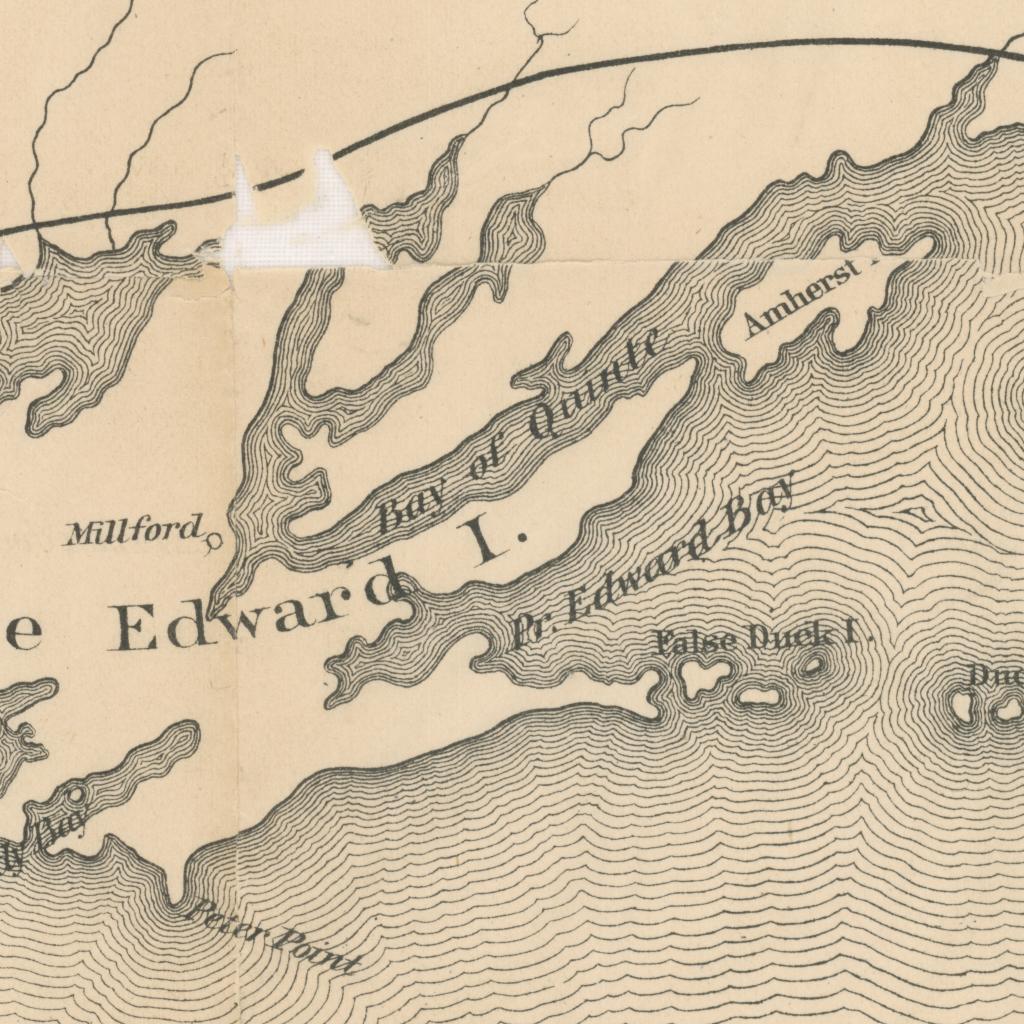 Amherst I.
Bay of Quinte
Millford
e Edward I.
Pr. Edward Bay
False Duck I.
Duc
Bay
Peter Point